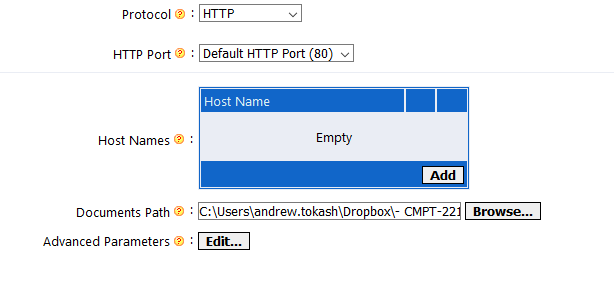 Protocol ? : HTTP
HTTP Port ? : Default HTTP Port (80)
Host Name
Host Names ? : Empty
Add
Documents Path ? : C:\Users\andrew.tokash\Dropbox\- CMPT-221 Browse...
Advanced Parameters ? : Edit...